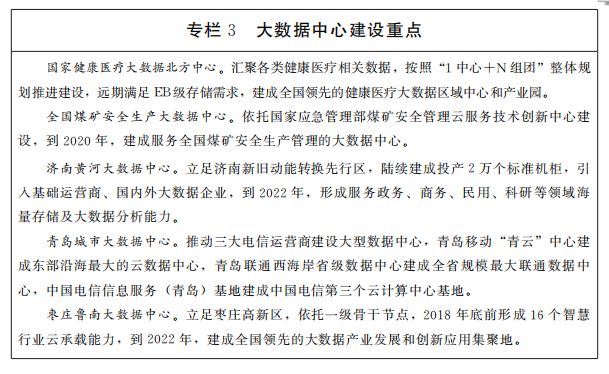 专栏 3　大数据中心建设重点
国家健康医疗大数据北方中心。汇聚各类健康医疗相关数据，按照“1 中心＋N 组团”整体规
划推进建设，远期满足 EB级存储需求，建成全国领先的健康医疗大数据区域中心和产业园。
全国煤矿安全生产大数据中心。依托国家应急管理部煤矿安全管理云服务技术创新中心建
设，到 2020 年，建成服务全国煤矿安全生产管理的大数据中心。
济南黄河大数据中心。立足济南新旧动能转换先行区，陆续建成投产 2 万个标准机柜，引
入基础运营商、国内外大数据企业，到 2022 年，形成服务政务、商务、民用、科研等领域海
量存储及大数据分析能力。
青岛城市大数据中心。推动三大电信运营商建设大型数据中心，青岛移动“青云”中心建
成东部沿海最大的云数据中心，青岛联通西海岸省级数据中心建成全省规模最大联通数据中
心，中国电信信息服务（青岛）基地建成中国电信第三个云计算中心基地。
枣庄鲁南大数据中心。立足枣庄高新区，依托一级骨干节点，2018 年底前形成 16 个智慧
行业云承载能力，到 2022 年，建成全国领先的大数据产业发展和创新应用集聚地。